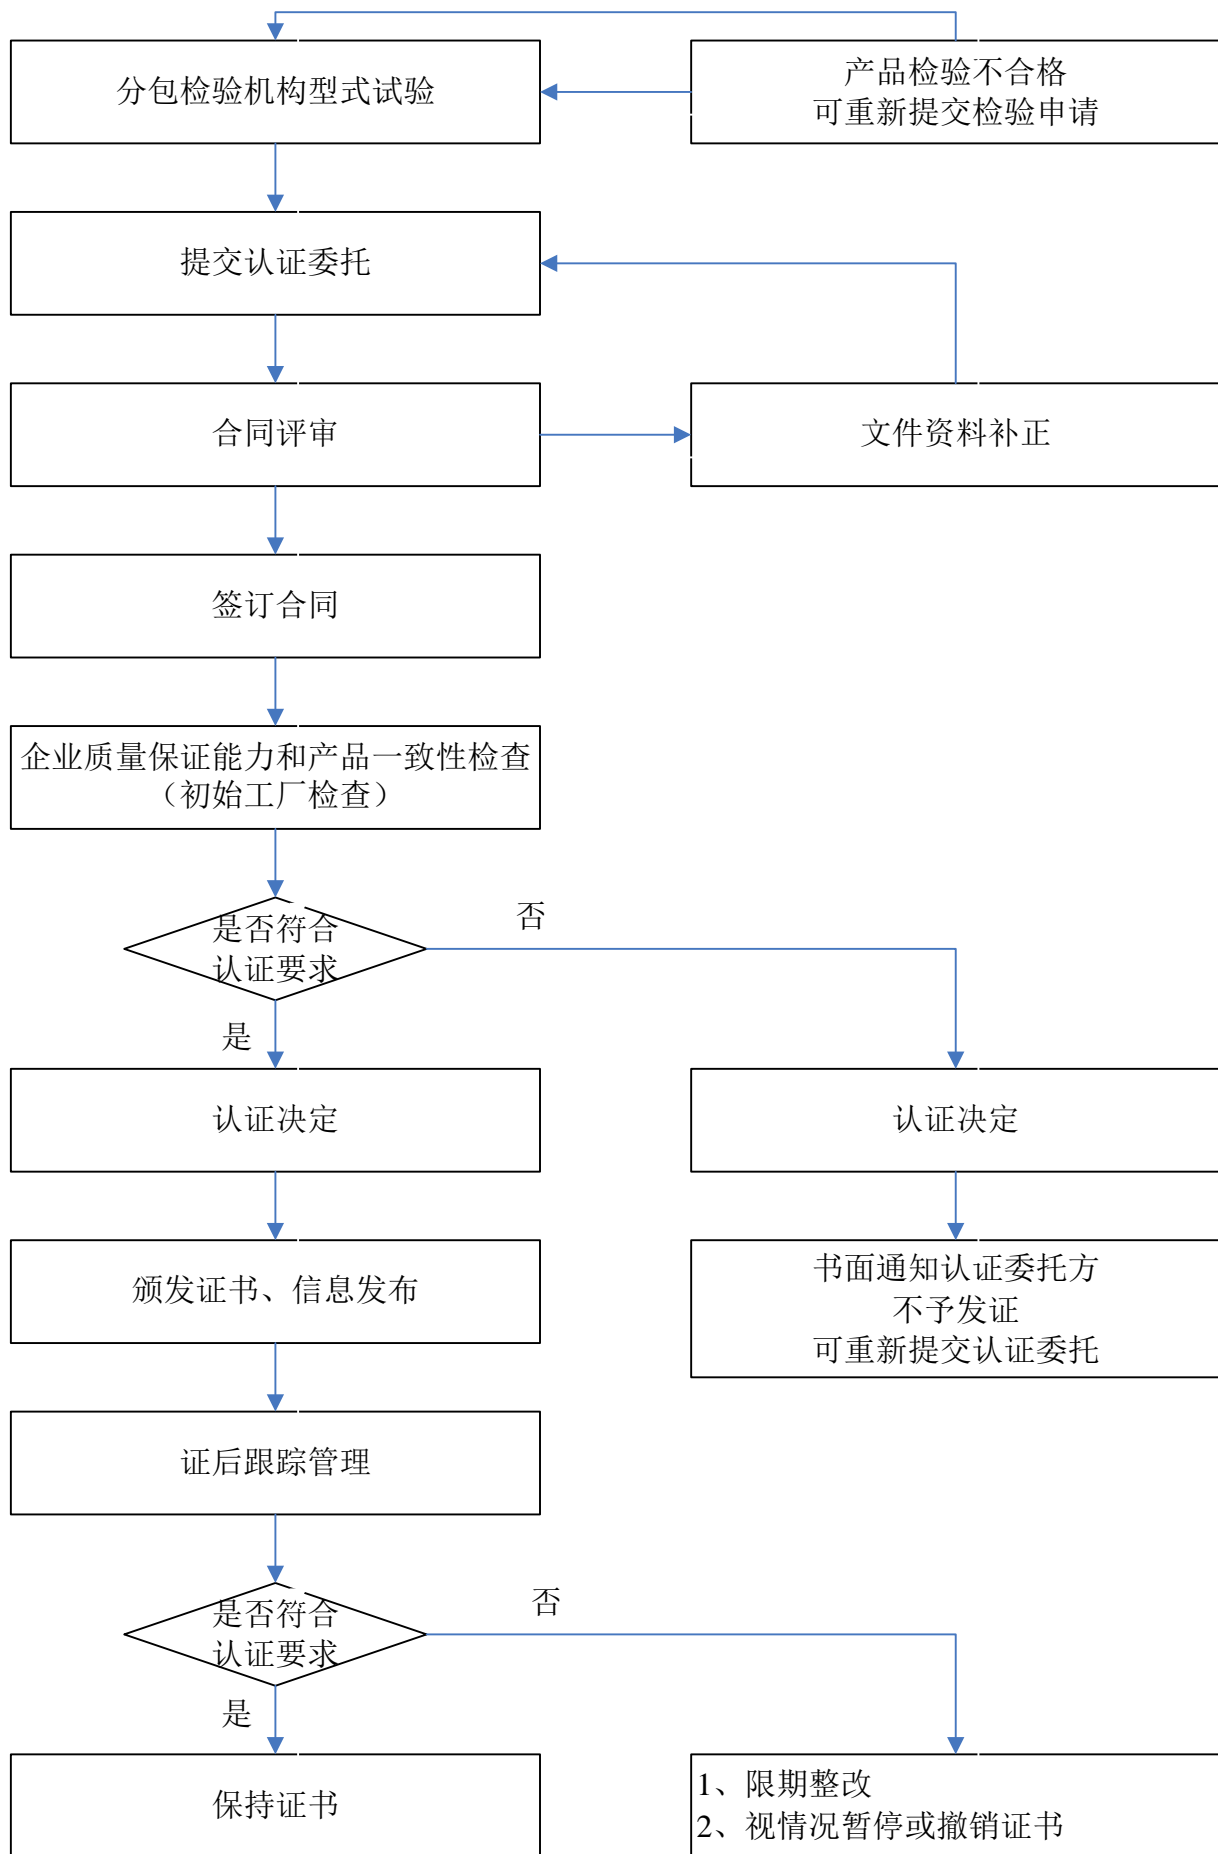 分包检验机构型式试验
产品检验不合格
可重新提交检验申请
提交认证委托
合同评审
文件资料补正
签订合同
企业质量保证能力和产品一致性检查
（初始工厂检查）
是否符合
认证要求
否
是
认证决定
认证决定
颁发证书、信息发布
书面通知认证委托方
不予发证
可重新提交认证委托
证后跟踪管理
是否符合
认证要求
否
是
保持证书
1、限期整改
2、视情况暂停或撤销证书